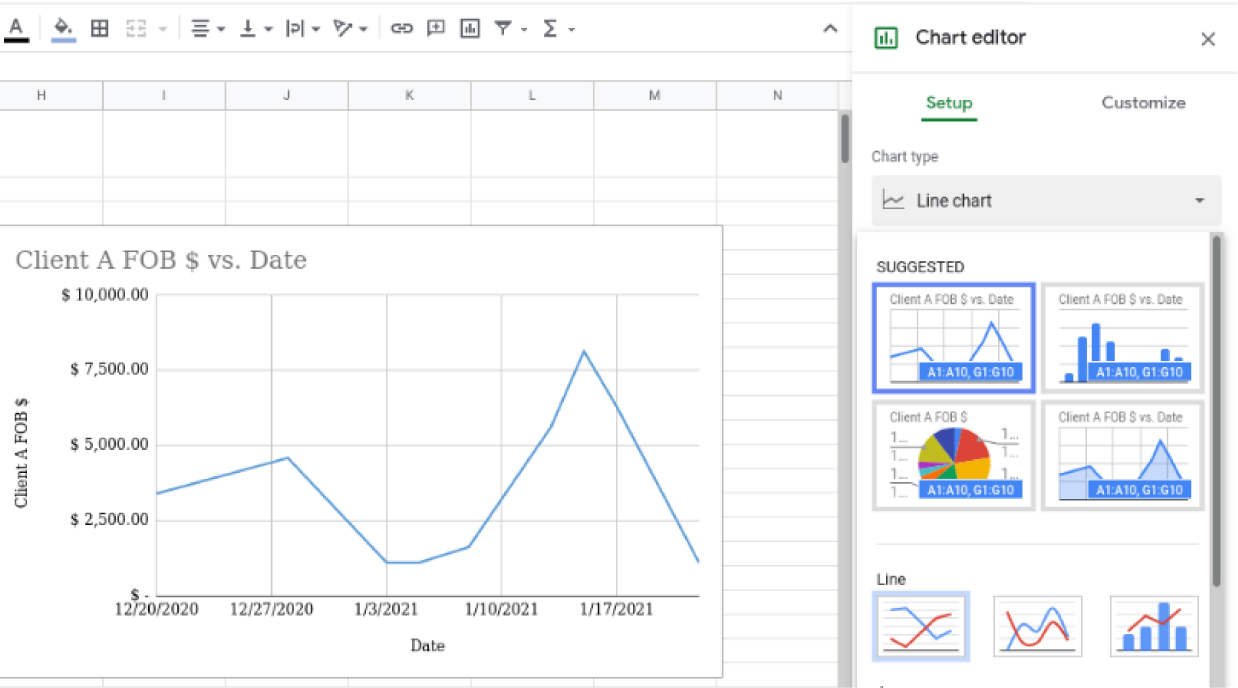 A
Chart editor
H I J K L M N
Setup Customize
Chart type
Line chart
Client A FOB $ vs. Date
$ 10,000.00
$ 7,500.00
$ 5,000.00
$ 2,500.00
$ -
Client A FOB $
12/20/2020 12/27/2020 1/3/2021 1/10/2021 1/17/2021
Date
SUGGESTED
Client A FOB $ vs. Date
A1:A10, G1:G10
Client A FOB $ vs. Date
A1:A10, G1:G10
Client A FOB $
1...
1...
1...
1...
1...
1...
1...
A1:A10, G1:G10
Client A FOB $ vs. Date
A1:A10, G1:G10
Line